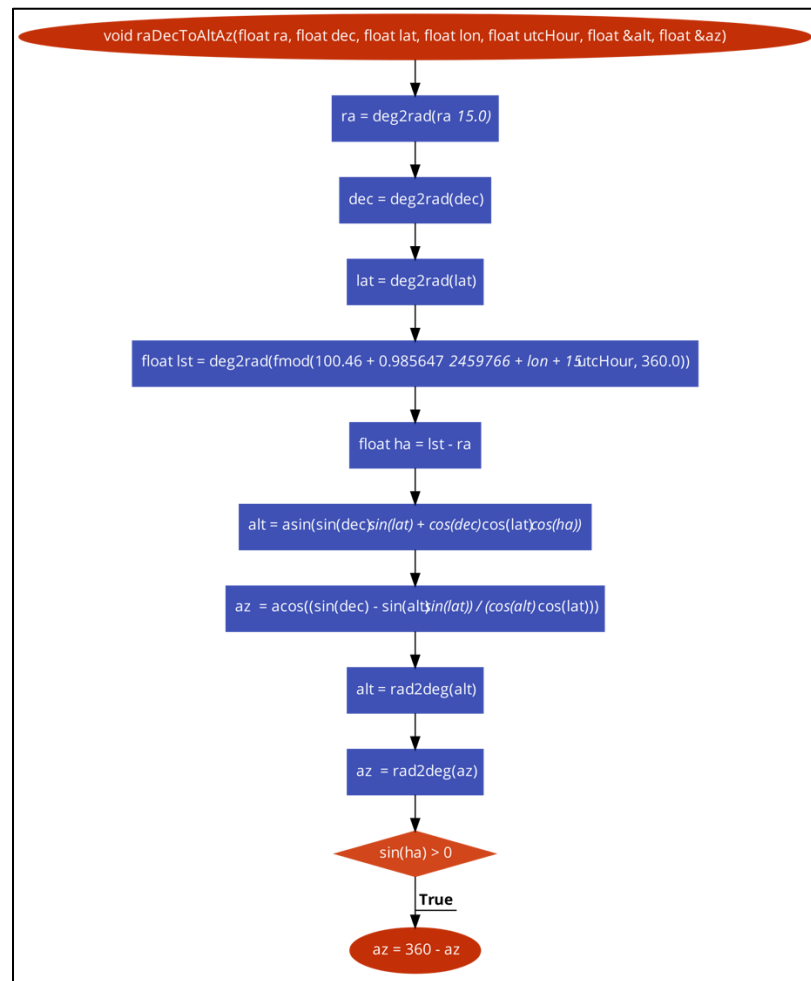 void raDecToAltAz(float ra, float dec, float lat, float lon, float utcHour, float &alt, float &az)
ra = deg2rad(ra 15.0)
dec = deg2rad(dec)
lat = deg2rad(lat)
float lst = deg2rad(fmod(100.46 + 0.985647 2459766 + lon + 15utcHour, 360.0))
float ha = lst - ra
alt = asin(sin(dec)sin(lat) + cos(dec)cos(lat)cos(ha))
az = acos((sin(dec) - sin(alt)sin(lat)) / (cos(alt) cos(lat)))
alt = rad2deg(alt)
az = rad2deg(az)
sin(ha) > 0
True
az = 360 - az